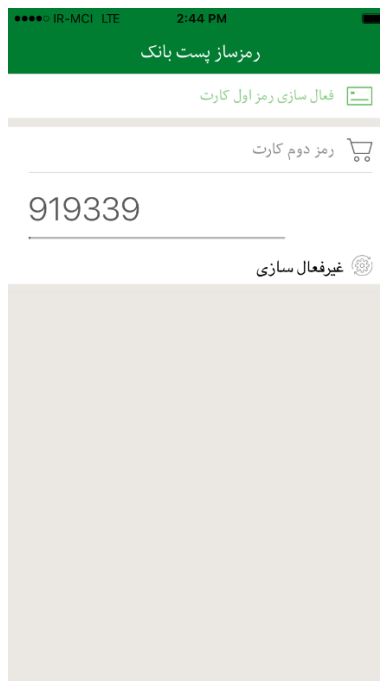 ●●●●○ IR-MCI LTE 2:44 PM
رمزساز پست بانک
فعال سازی رمز اول کارت
رمز دوم کارت
919339
غیرفعال سازی